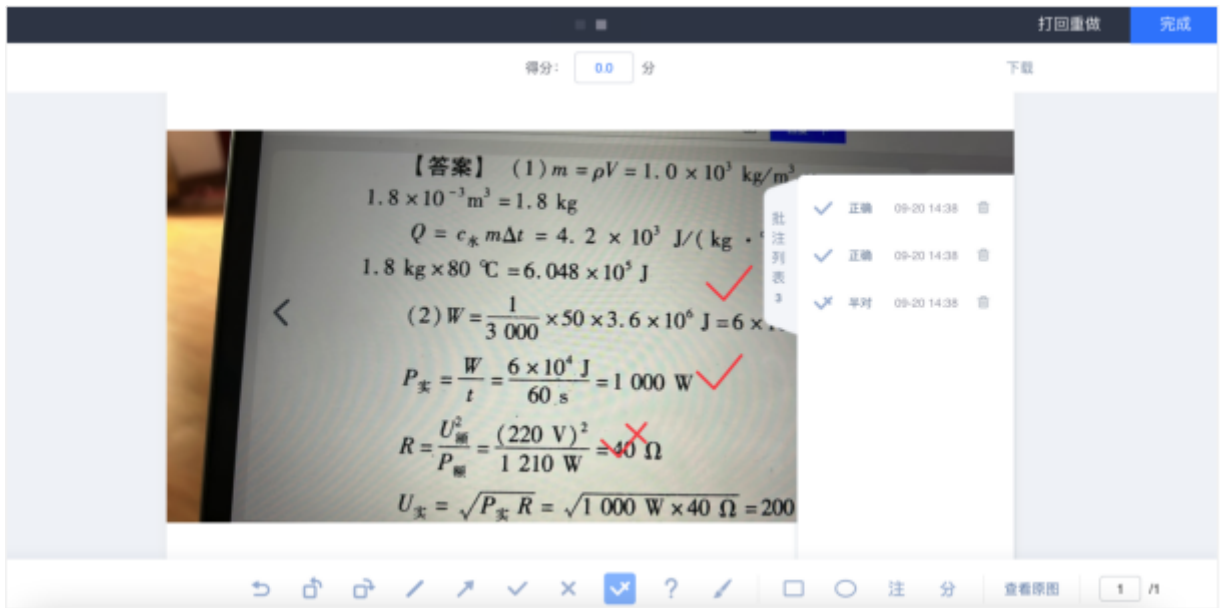 打回重做 完成
得分： 0.0 分 下载
【答案】 (1) m = ρV = 1.0 × 10³ kg/m³
1.8 × 10⁻³ m³ = 1.8 kg
Q = c水 mΔt = 4.2 × 10³ J/( kg ·
1.8 kg × 80 ℃ = 6.048 × 10⁵ J
(2) W = 1/3 000 × 50 × 3.6 × 10⁶ J = 6 ×
P实 = W/t = 6 × 10⁴ J/60 s = 1 000 W
R = U额²/P额 = (220 V)²/1 210 W = 40 Ω
U实 = √P实 R = √1 000 W × 40 Ω = 200
批注列表 3
正确 09-20 14:38
正确 09-20 14:38
半对 09-20 14:38
注 分 查看原图 1 /1